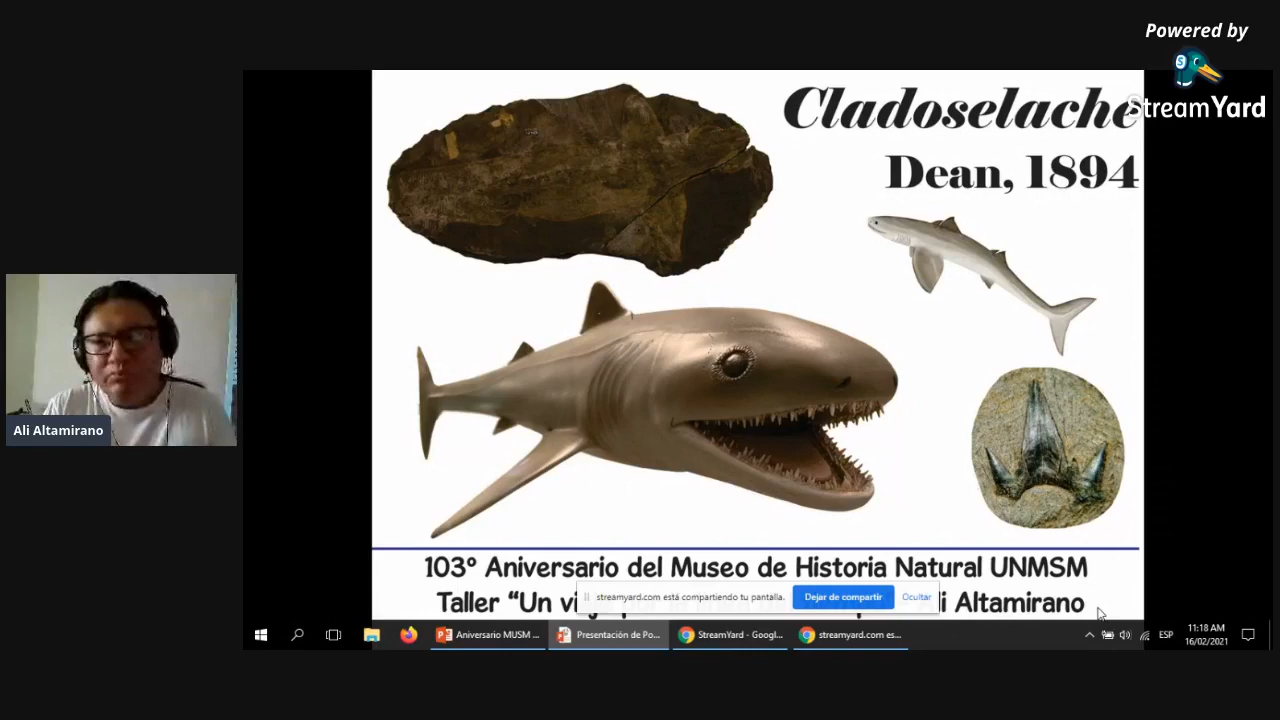 Powered by
StreamYard
Cladoselache
Dean, 1894
Ali Altamirano
103° Aniversario del Museo de Historia Natural UNMSM
Taller “Un Altamirano
streamyard.com está compartiendo tu pantalla.
Dejar de compartir
Ocultar
Aniversario MUSM ...
Presentación de Po...
StreamYard - Googl...
streamyard.com es...
ESP
11:18 AM
16/02/2021